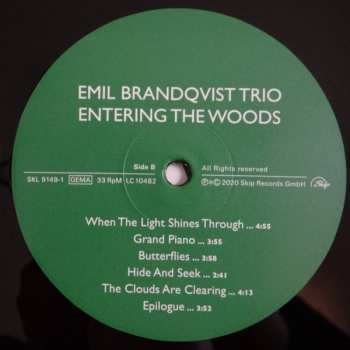 EMIL BRANDQVIST TRIO
ENTERING THE WOODS
Side B
All Rights reserved
SKL 9149-1 GEMA 33 RpM LC 10482
℗+© 2020 Skip Records GmbH Skip
When The Light Shines Through ... 4:55
Grand Piano ... 3:55
Butterflies ... 3:58
Hide And Seek ... 2:41
The Clouds Are Clearing ... 4:13
Epilogue ... 3:52